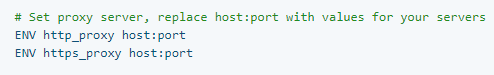 # Set proxy server, replace host:port with values for your servers
ENV http_proxy host:port
ENV https_proxy host:port